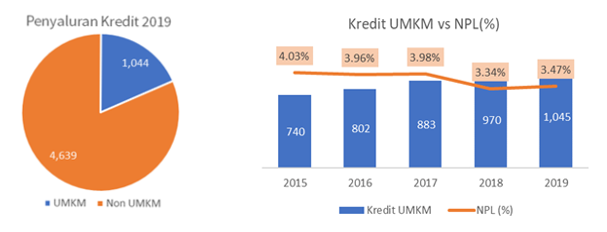 Penyaluran Kredit 2019
1,044
4,639
UMKM Non UMKM
Kredit UMKM vs NPL(%)
4.03% 3.96% 3.98% 3.34% 3.47%
740 802 883 970 1,045
2015 2016 2017 2018 2019
Kredit UMKM NPL (%)